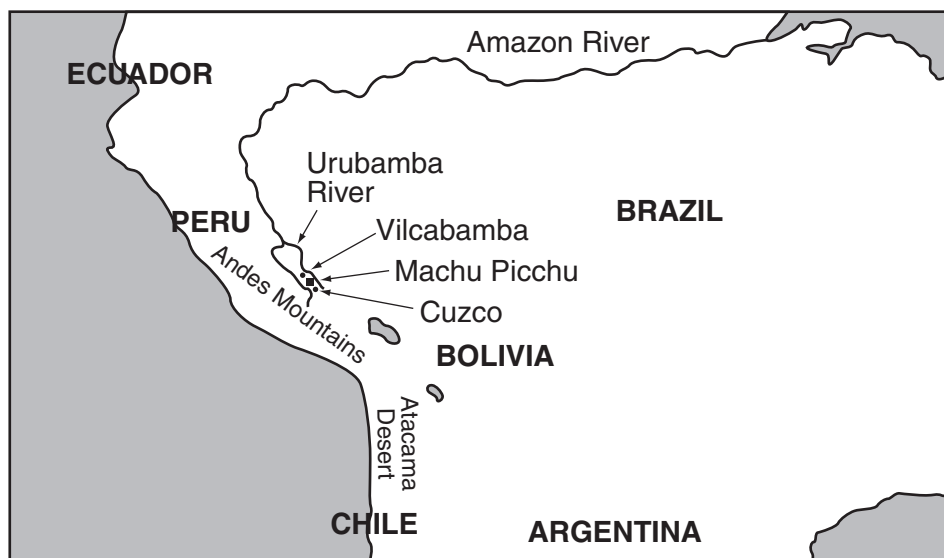 Amazon River
ECUADOR
Urubamba
River
PERU
BRAZIL
Vilcabamba
Machu Picchu
Andes Mountains
Cuzco
BOLIVIA
Atacama
Desert
CHILE
ARGENTINA